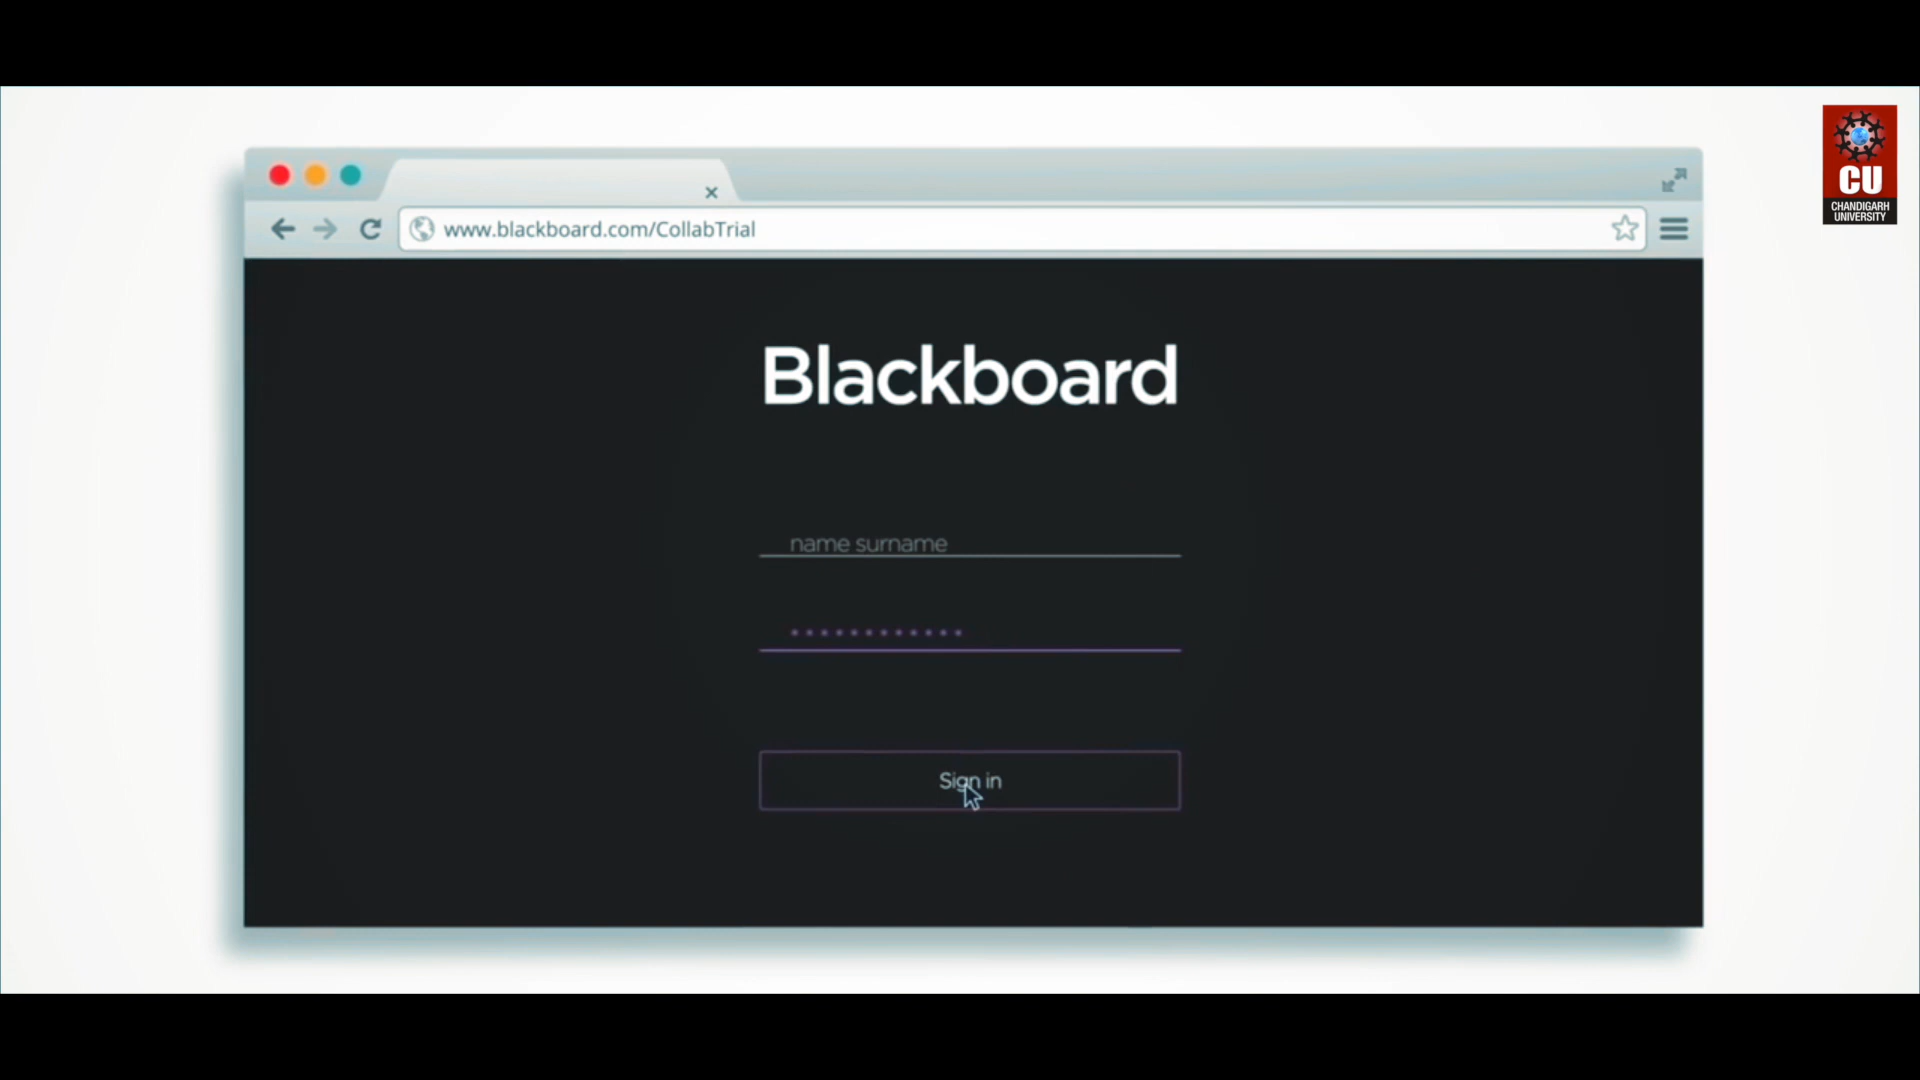 www.blackboard.com/CollabTrial
CU
CHANDIGARH
UNIVERSITY
Blackboard
name surname
Sign in